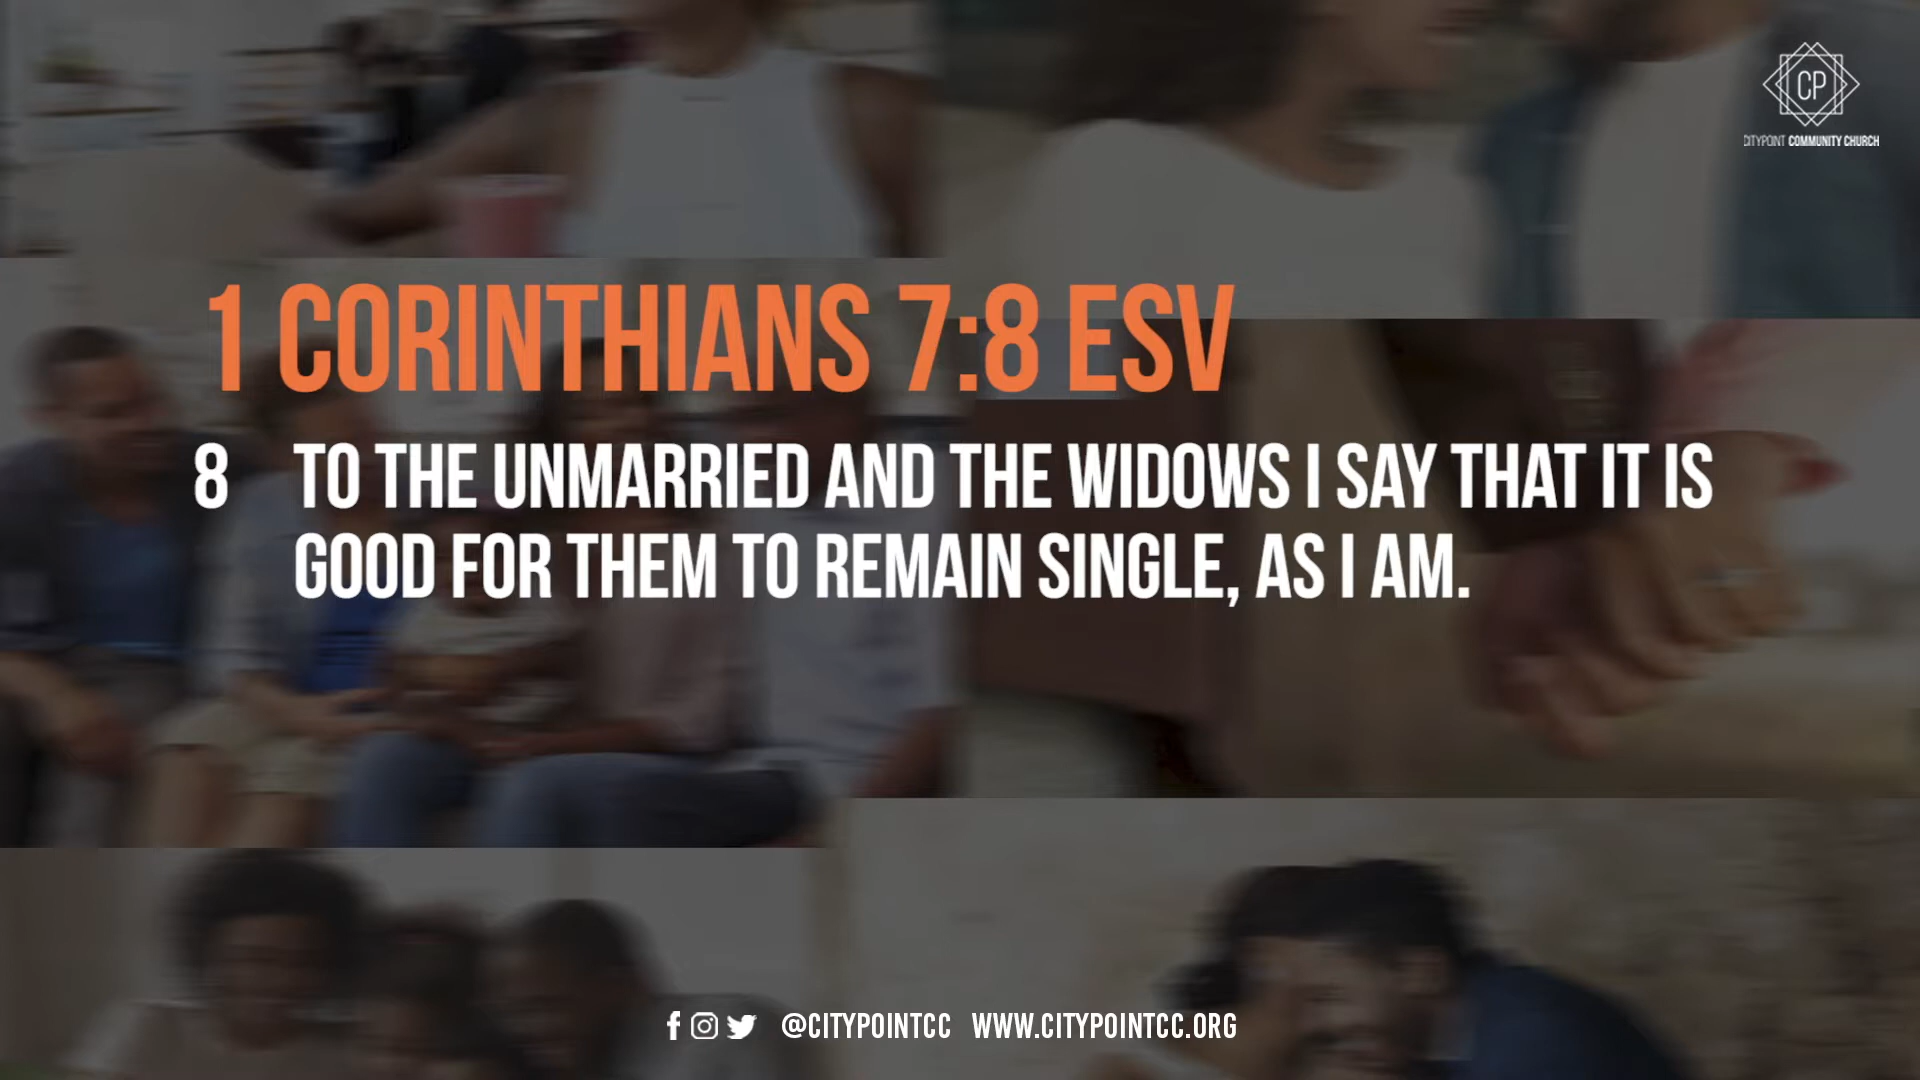 CP
CITYPOINT COMMUNITY CHURCH
1 CORINTHIANS 7:8 ESV
8 TO THE UNMARRIED AND THE WIDOWS I SAY THAT IT IS
GOOD FOR THEM TO REMAIN SINGLE, AS I AM.
@CITYPOINTCC WWW.CITYPOINTCC.ORG